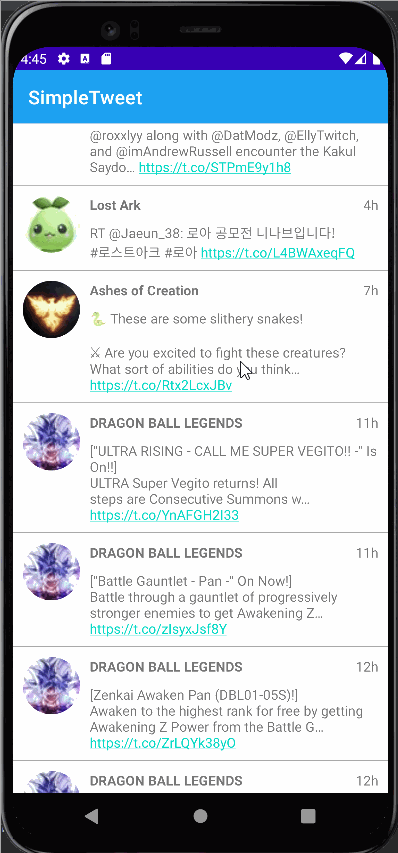 4:45
SimpleTweet
@roxxlyy along with @DatModz, @EllyTwitch,
and @imAndrewRussell encounter the Kakul
Saydo… https://t.co/STPmE9y1h8
Lost Ark 4h
RT @Jaeun_38: 로아 공모전 니나브입니다!
#로스트아크 #로아 https://t.co/L4BWAxeqFQ
Ashes of Creation 7h
🐍 These are some slithery snakes!
⚔ Are you excited to fight these creatures?
What sort of abilities do you think…
https://t.co/Rtx2LcxJBv
DRAGON BALL LEGENDS 11h
["ULTRA RISING - CALL ME SUPER VEGITO!! -" Is
On!!]
ULTRA Super Vegito returns! All
steps are Consecutive Summons w…
https://t.co/YnAFGH2I33
DRAGON BALL LEGENDS 11h
["Battle Gauntlet - Pan -" On Now!]
Battle through a gauntlet of progressively
stronger enemies to get Awakening Z…
https://t.co/zIsyxJsf8Y
DRAGON BALL LEGENDS 12h
[Zenkai Awaken Pan (DBL01-05S)!]
Awaken to the highest rank for free by getting
Awakening Z Power from the Battle G…
https://t.co/ZrLQYk38yO
DRAGON BALL LEGENDS 12h